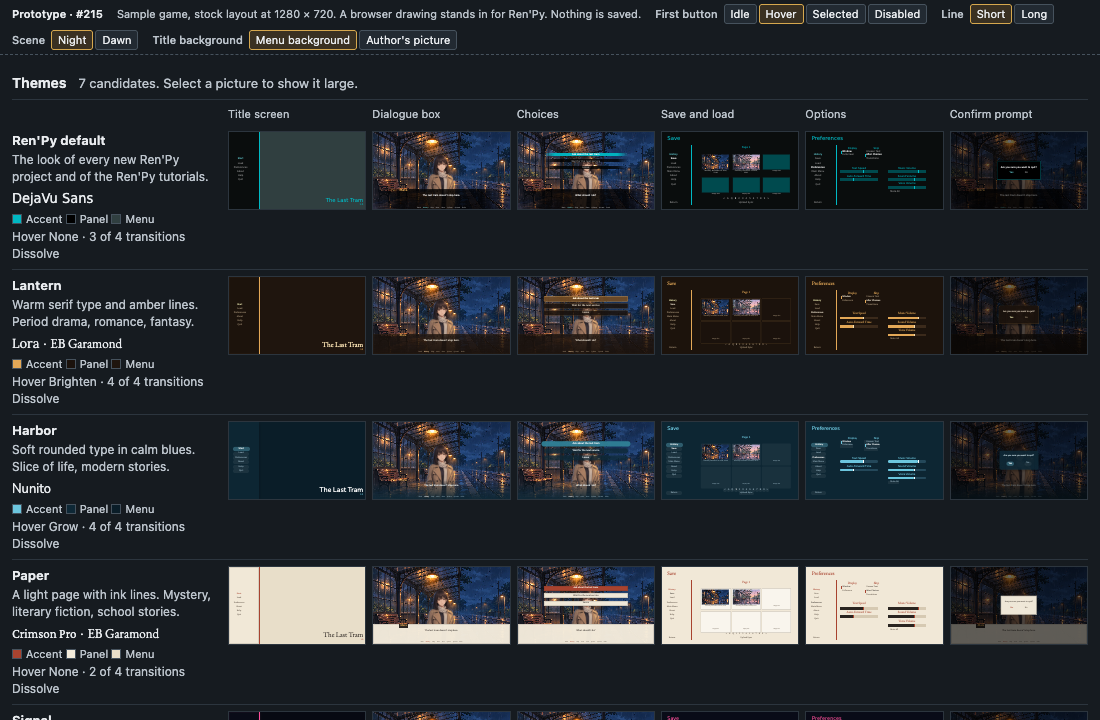 Prototype · #215 Sample game, stock layout at 1280 × 720. A browser drawing stands in for Ren'Py. Nothing is saved. First button Idle Hover Selected Disabled Line Short Long
Scene Night Dawn Title background Menu background Author's picture
Themes 7 candidates. Select a picture to show it large.
Title screen Dialogue box Choices Save and load Options Confirm prompt
Ren'Py default
The look of every new Ren'Py
project and of the Ren'Py tutorials.
DejaVu Sans
Accent Panel Menu
Hover None · 3 of 4 transitions
Dissolve
The Last Tram
Save
Preferences
Lantern
Warm serif type and amber lines.
Period drama, romance, fantasy.
Lora · EB Garamond
Accent Panel Menu
Hover Brighten · 4 of 4 transitions
Dissolve
The Last Tram
Save
Preferences
Harbor
Soft rounded type in calm blues.
Slice of life, modern stories.
Nunito
Accent Panel Menu
Hover Grow · 4 of 4 transitions
Dissolve
The Last Tram
Save
Preferences
Paper
A light page with ink lines. Mystery,
literary fiction, school stories.
Crimson Pro · EB Garamond
Accent Panel Menu
Hover None · 2 of 4 transitions
Dissolve
The Last Tram
Save
Preferences
Signal